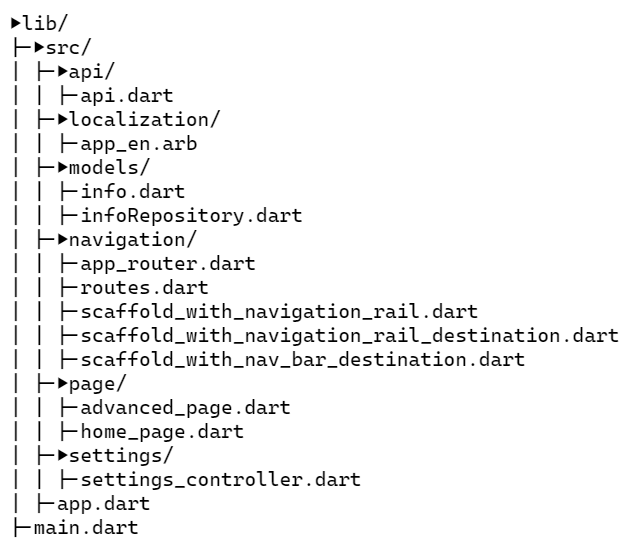 ▶lib/
├─▶src/
│ ├─▶api/
│ │ ├─api.dart
│ ├─▶localization/
│ │ ├─app_en.arb
│ ├─▶models/
│ │ ├─info.dart
│ │ ├─infoRepository.dart
│ ├─▶navigation/
│ │ ├─app_router.dart
│ │ ├─routes.dart
│ │ ├─scaffold_with_navigation_rail.dart
│ │ ├─scaffold_with_navigation_rail_destination.dart
│ │ ├─scaffold_with_nav_bar_destination.dart
│ ├─▶page/
│ │ ├─advanced_page.dart
│ │ ├─home_page.dart
│ ├─▶settings/
│ │ ├─settings_controller.dart
│ ├─app.dart
├─main.dart